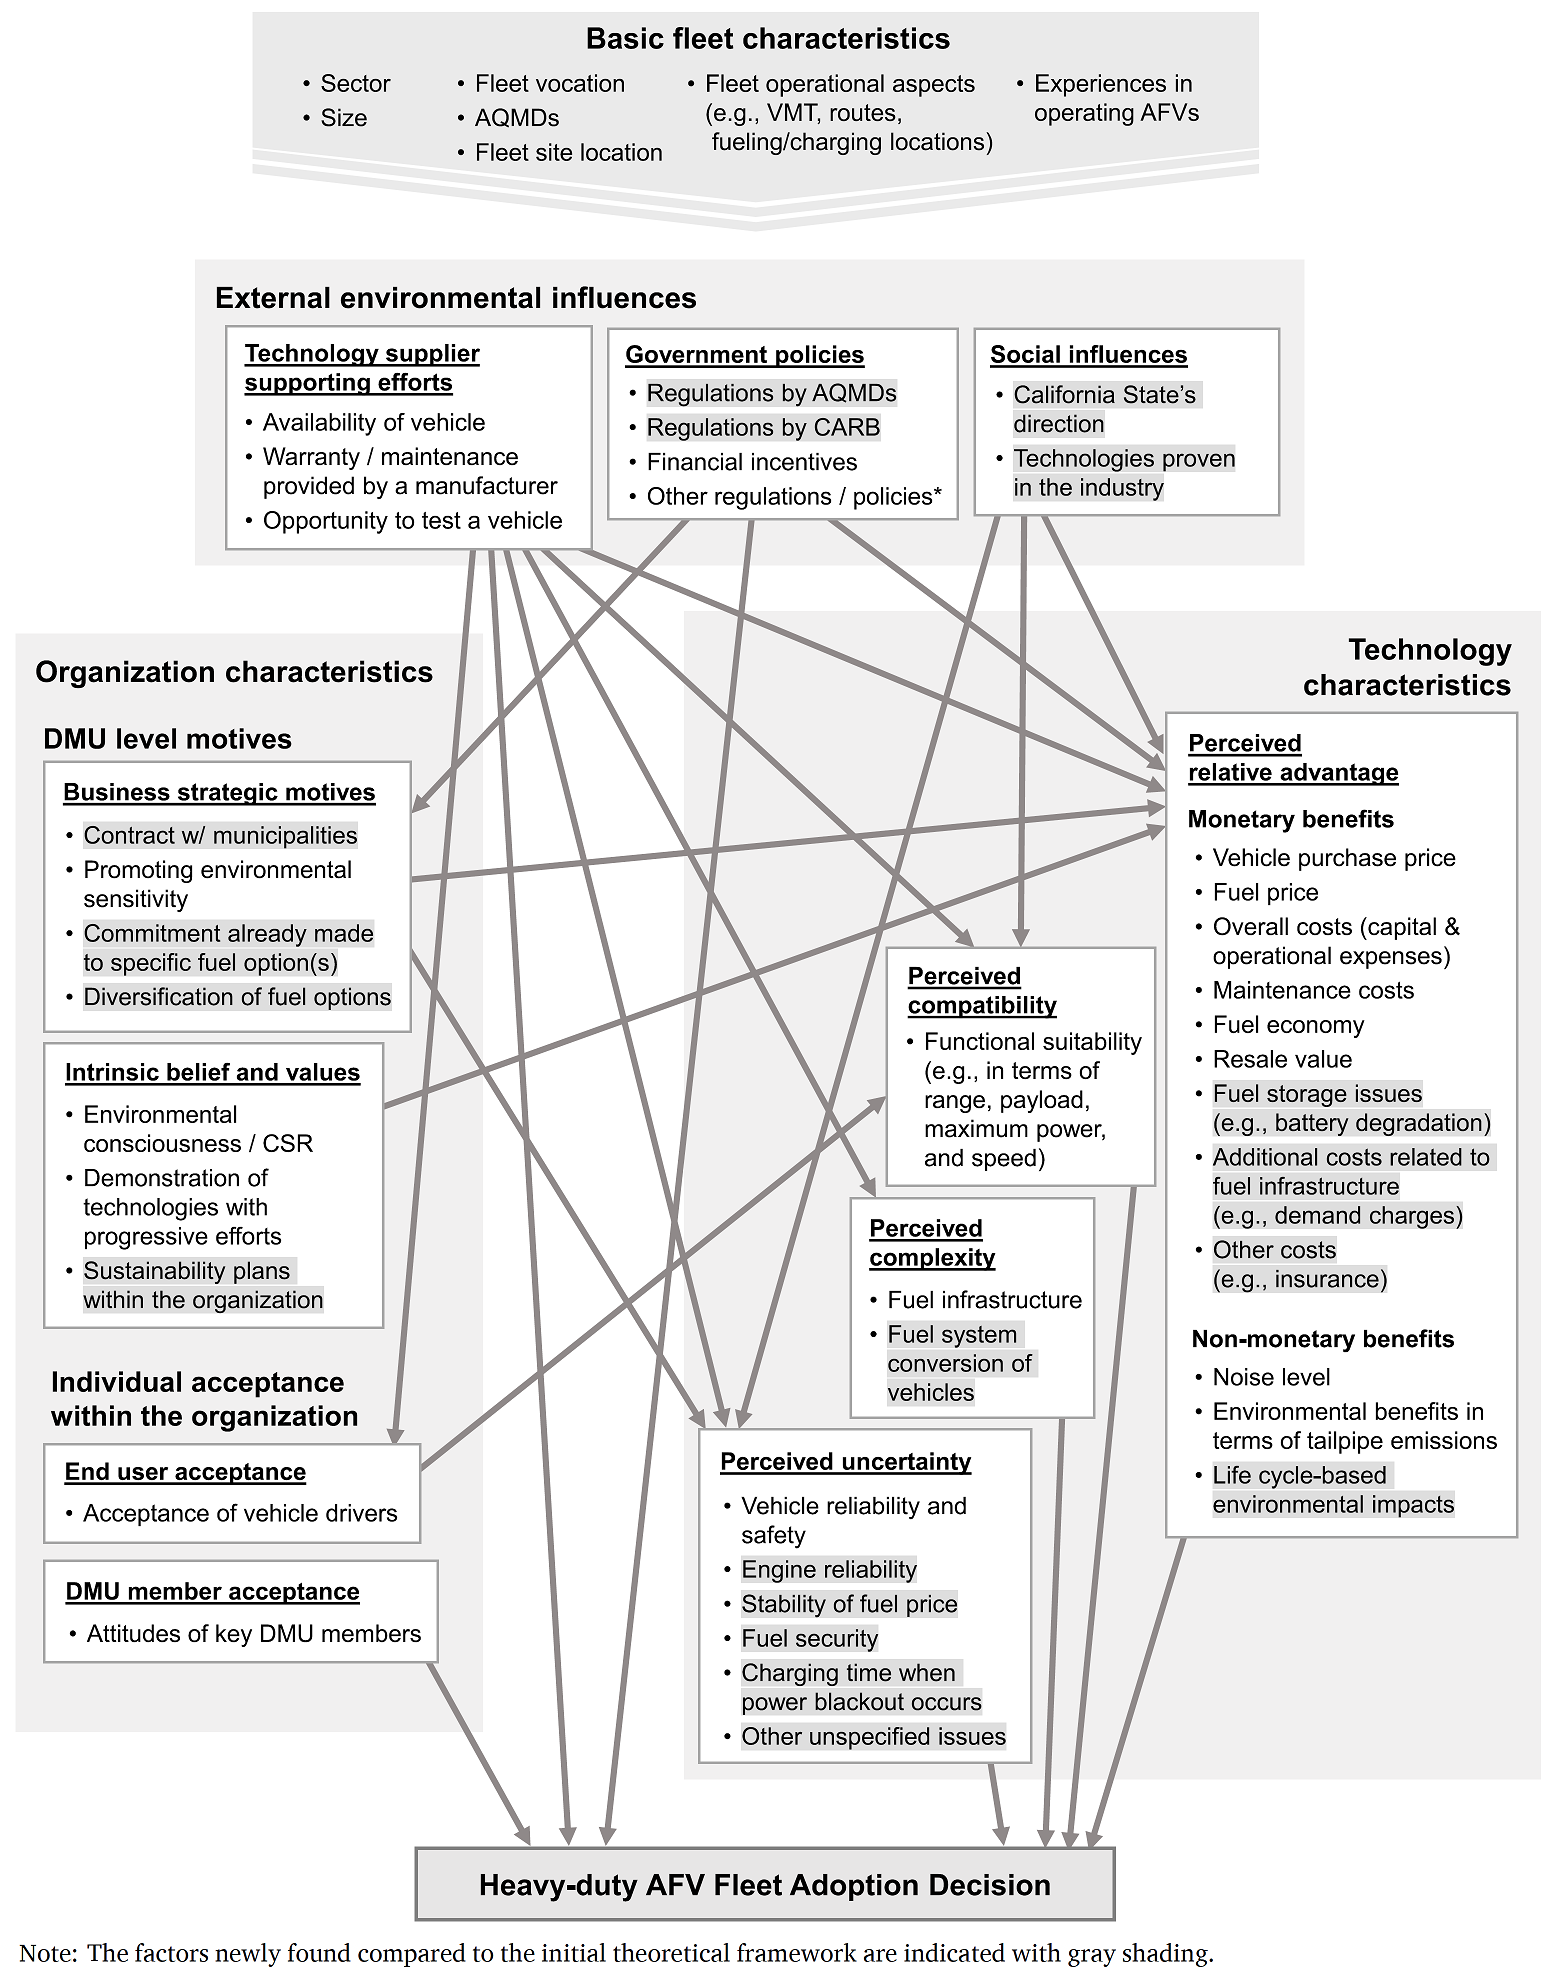 Basic fleet characteristics
• Sector
• Size
• Fleet vocation
• AQMDs
• Fleet site location
• Fleet operational aspects
(e.g., VMT, routes,
fueling/charging locations)
• Experiences in
operating AFVs
External environmental influences
Technology supplier
supporting efforts
• Availability of vehicle
• Warranty / maintenance
provided by a manufacturer
• Opportunity to test a vehicle
Government policies
• Regulations by AQMDs
• Regulations by CARB
• Financial incentives
• Other regulations / policies*
Social influences
• California State’s
direction
• Technologies proven
in the industry
Organization characteristics
DMU level motives
Business strategic motives
• Contract w/ municipalities
• Promoting environmental
sensitivity
• Commitment already made
to specific fuel option(s)
• Diversification of fuel options
Intrinsic belief and values
• Environmental
consciousness / CSR
• Demonstration of
technologies with
progressive efforts
• Sustainability plans
within the organization
Individual acceptance
within the organization
End user acceptance
• Acceptance of vehicle drivers
DMU member acceptance
• Attitudes of key DMU members
Technology
characteristics
Perceived
relative advantage
Monetary benefits
• Vehicle purchase price
• Fuel price
• Overall costs (capital &
operational expenses)
• Maintenance costs
• Fuel economy
• Resale value
• Fuel storage issues
(e.g., battery degradation)
• Additional costs related to
fuel infrastructure
(e.g., demand charges)
• Other costs
(e.g., insurance)
Non-monetary benefits
• Noise level
• Environmental benefits in
terms of tailpipe emissions
• Life cycle-based
environmental impacts
Perceived
compatibility
• Functional suitability
(e.g., in terms of
range, payload,
maximum power,
and speed)
Perceived
complexity
• Fuel infrastructure
• Fuel system
conversion of
vehicles
Perceived uncertainty
• Vehicle reliability and
safety
• Engine reliability
• Stability of fuel price
• Fuel security
• Charging time when
power blackout occurs
• Other unspecified issues
Heavy-duty AFV Fleet Adoption Decision
Note: The factors newly found compared to the initial theoretical framework are indicated with gray shading.